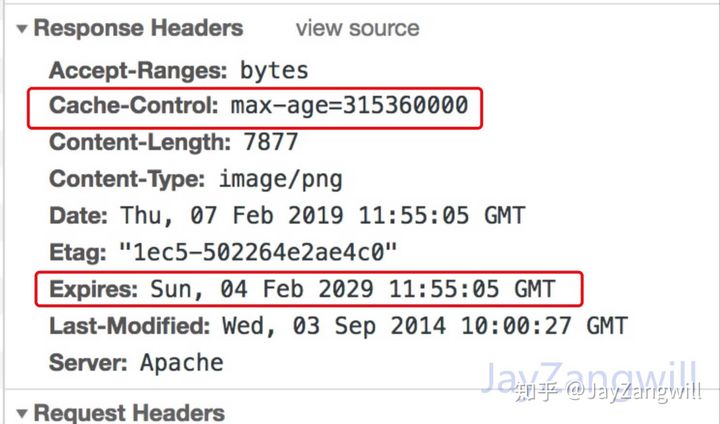 Response Headers view source
Accept-Ranges: bytes
Cache-Control: max-age=315360000
Content-Length: 7877
Content-Type: image/png
Date: Thu, 07 Feb 2019 11:55:05 GMT
Etag: "1ec5-502264e2ae4c0"
Expires: Sun, 04 Feb 2029 11:55:05 GMT
Last-Modified: Wed, 03 Sep 2014 10:00:27 GMT
Server: Apache
JayZangwill
知乎 @JayZangwill
Request Headers